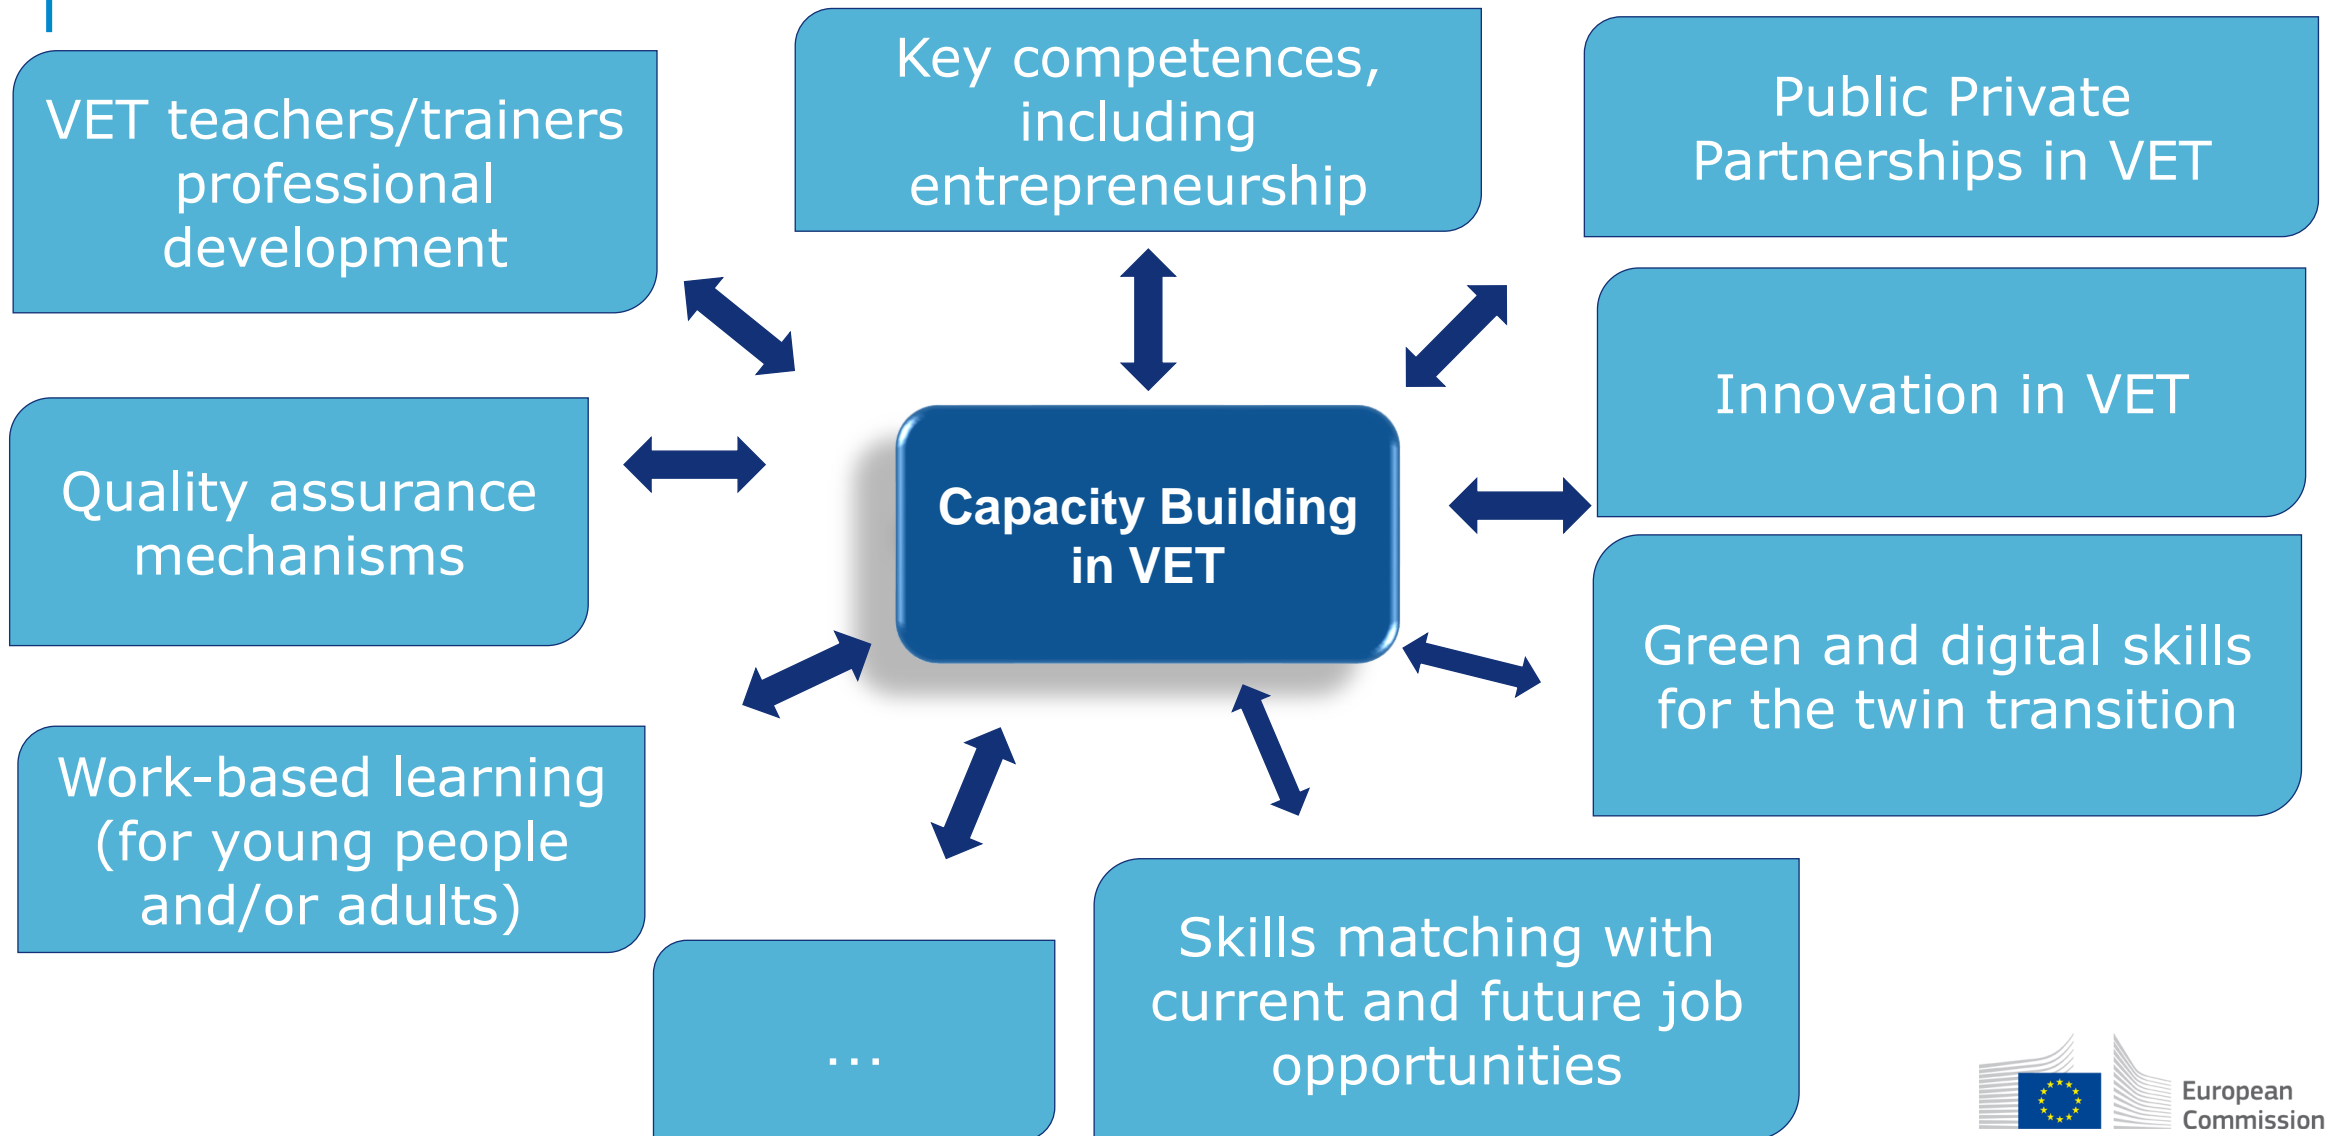 VET teachers/trainers
professional
development
Key competences,
including
entrepreneurship
Public Private
Partnerships in VET
Innovation in VET
Quality assurance
mechanisms
Capacity Building
in VET
Green and digital skills
for the twin transition
Work-based learning
(for young people
and/or adults)
...
Skills matching with
current and future job
opportunities
European
Commission